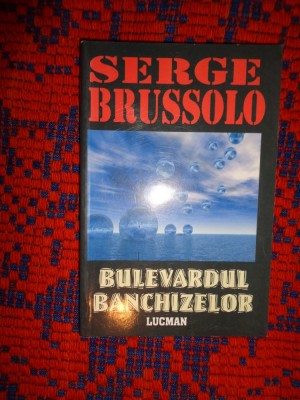 SERGE
BRUSSOLO
BULEVARDUL
BANCHIZELOR
LUCMAN